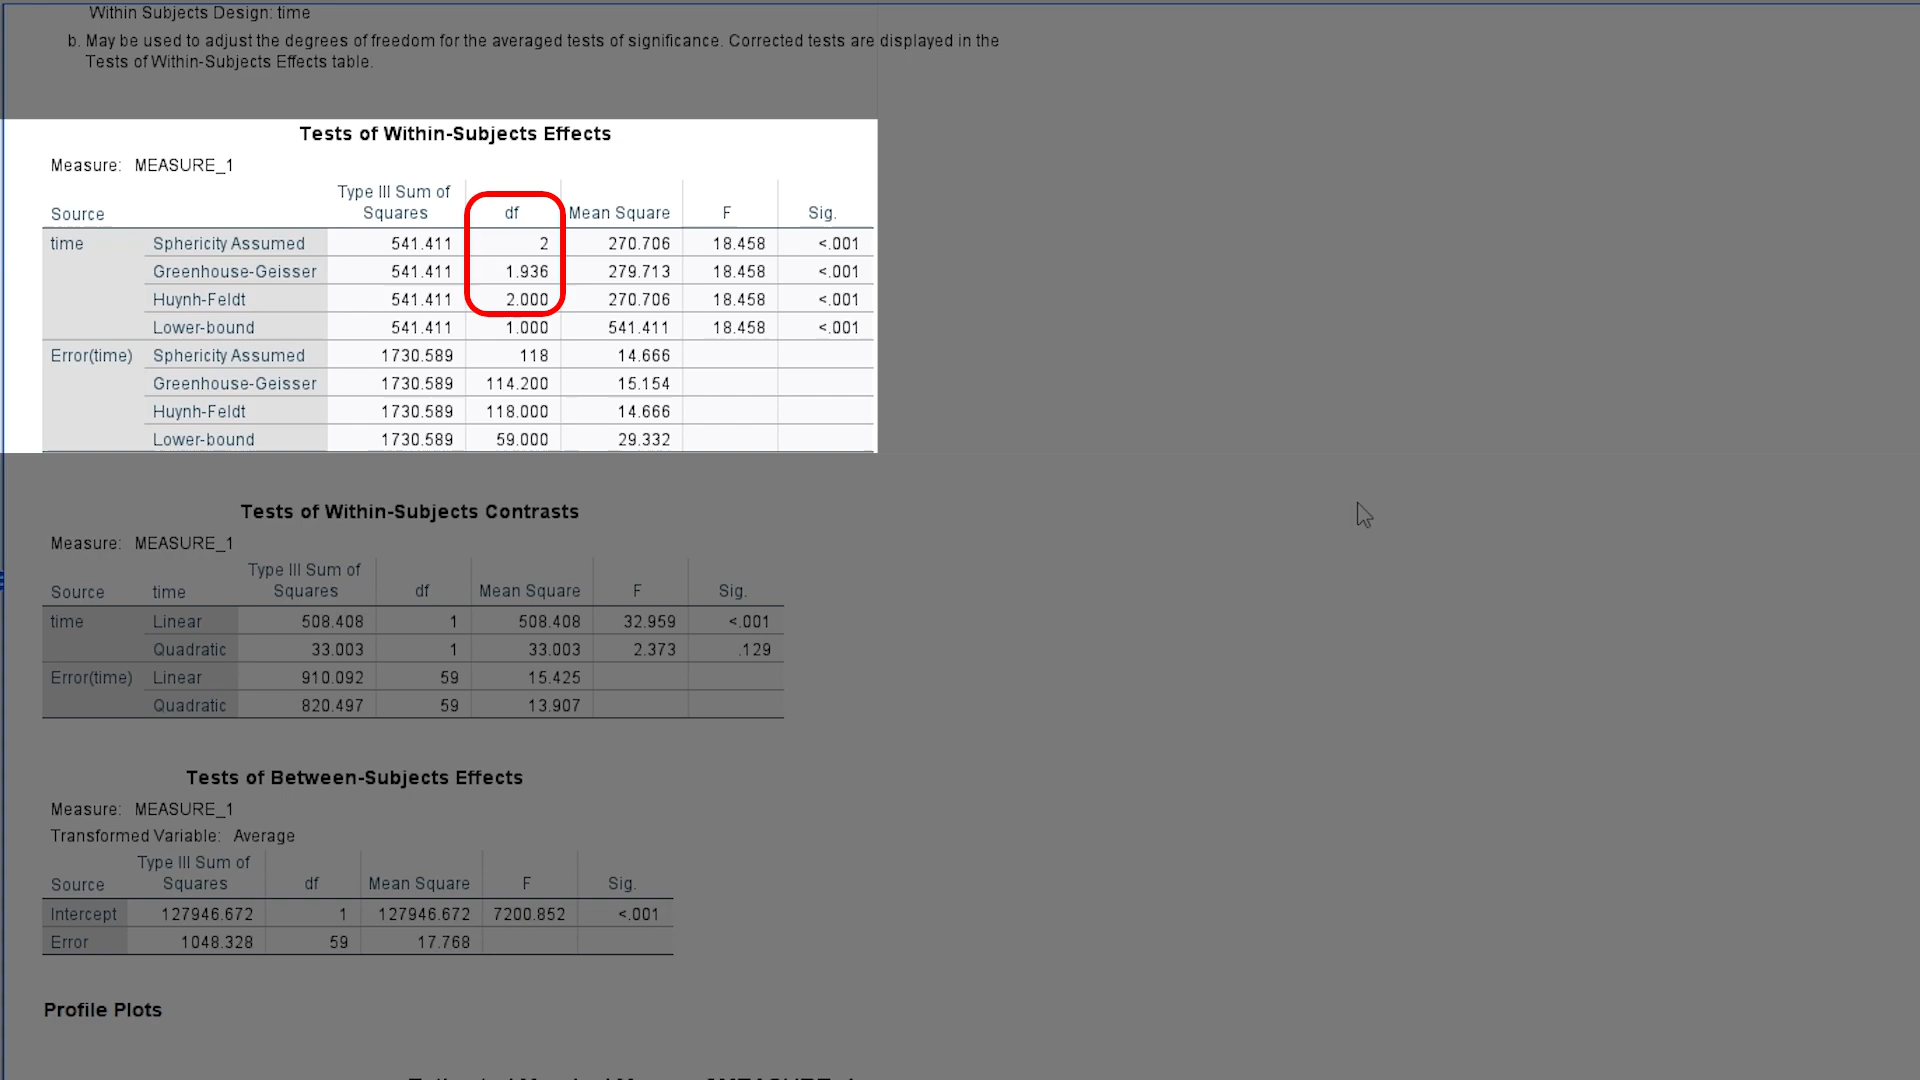 Within Subjects Design: time
b. May be used to adjust the degrees of freedom for the averaged tests of significance. Corrected tests are displayed in the
Tests of Within-Subjects Effects table.
Tests of Within-Subjects Effects
Measure: MEASURE_1
Source Type III Sum of Squares df Mean Square F Sig.
time Sphericity Assumed 541.411 2 270.706 18.458 <.001
Greenhouse-Geisser 541.411 1.936 279.713 18.458 <.001
Huynh-Feldt 541.411 2.000 270.706 18.458 <.001
Lower-bound 541.411 1.000 541.411 18.458 <.001
Error(time) Sphericity Assumed 1730.589 118 14.666
Greenhouse-Geisser 1730.589 114.200 15.154
Huynh-Feldt 1730.589 118.000 14.666
Lower-bound 1730.589 59.000 29.332
Tests of Within-Subjects Contrasts
Measure: MEASURE_1
Source time Type III Sum of Squares df Mean Square F Sig.
time Linear 508.408 1 508.408 32.959 <.001
Quadratic 33.003 1 33.003 2.373 .129
Error(time) Linear 910.092 59 15.425
Quadratic 820.497 59 13.907
Tests of Between-Subjects Effects
Measure: MEASURE_1
Transformed Variable: Average
Source Type III Sum of Squares df Mean Square F Sig.
Intercept 127946.672 1 127946.672 7200.852 <.001
Error 1048.328 59 17.768
Profile Plots